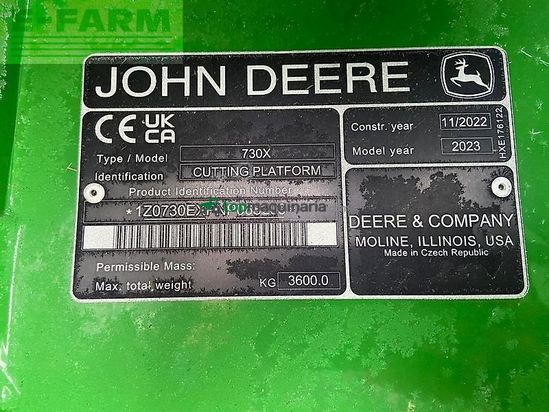 FARM
JOHN DEERE
CE UK CA
Type / Model 730X
Identification CUTTING PLATFORM
Product Identification Number
*1Z0730EX
Permissible Mass:
Max. total weight KG 3600.0
Constr. year 11/2022
Model year 2023
HXE176122
DEERE & COMPANY
MOLINE, ILLINOIS, USA
Made in Czech Republic